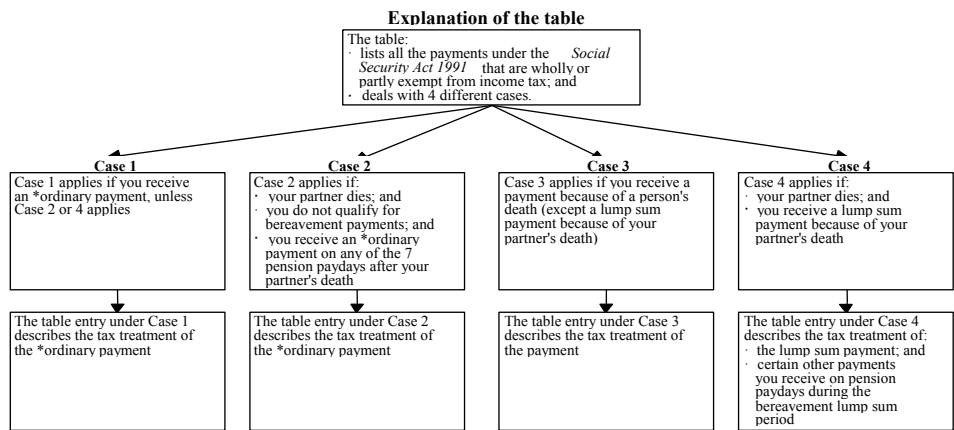 Explanation of the table
The table:
· lists all the payments under the Social
Security Act 1991 that are wholly or
partly exempt from income tax; and
· deals with 4 different cases.
Case 1
Case 1 applies if you receive
an *ordinary payment, unless
Case 2 or 4 applies
The table entry under Case 1
describes the tax treatment of
the *ordinary payment
Case 2
Case 2 applies if:
· your partner dies; and
· you do not qualify for
bereavement payments; and
· you receive an *ordinary
payment on any of the 7
pension paydays after your
partner's death
The table entry under Case 2
describes the tax treatment of
the *ordinary payment
Case 3
Case 3 applies if you receive a
payment because of a person's
death (except a lump sum
payment because of your
partner's death)
The table entry under Case 3
describes the tax treatment of
the payment
Case 4
Case 4 applies if:
· your partner dies; and
· you receive a lump sum
payment because of your
partner's death
The table entry under Case 4
describes the tax treatment of:
· the lump sum payment; and
· certain other payments
you receive on pension
paydays during the
bereavement lump sum
period